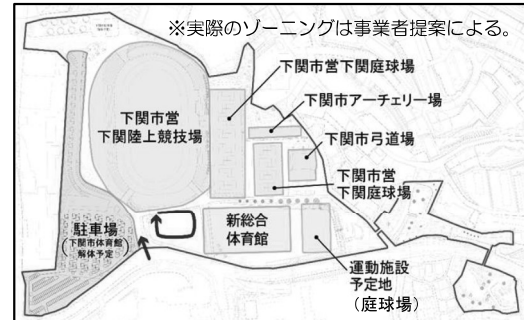 ※実際のゾーニングは事業者提案による。
下関市営下関庭球場
下関市アーチェリー場
下関市営
下関陸上競技場
下関市弓道場
下関市営
下関庭球場
駐車場
(下関市体育館
解体予定)
新総合
体育館
運動施設
予定地
(庭球場)